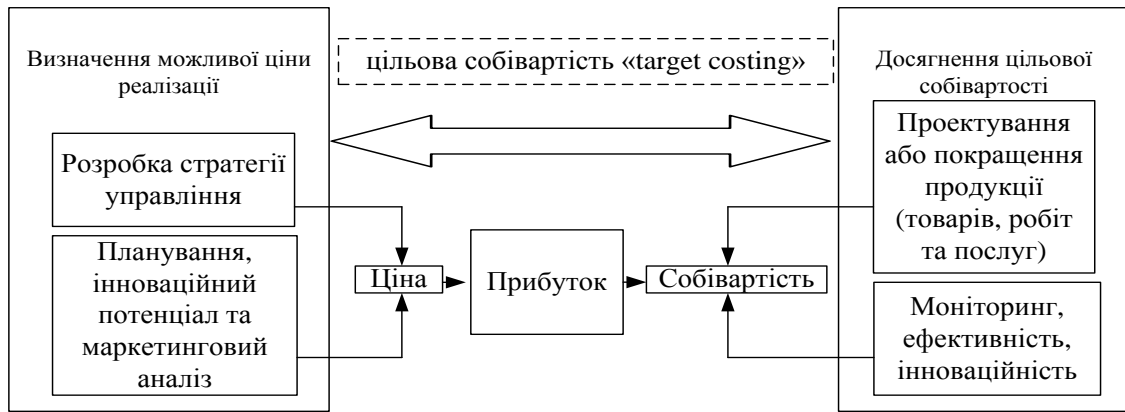 Визначення можливої ціни
реалізації
Розробка стратегії
управління
Планування,
інноваційний
потенціал та
маркетинговий
аналіз
цільова собівартість «target costing»
Ціна
Прибуток
Собівартість
Досягнення цільової
собівартості
Проектування
або покращення
продукції
(товарів, робіт
та послуг)
Моніторинг,
ефективність,
інноваційність